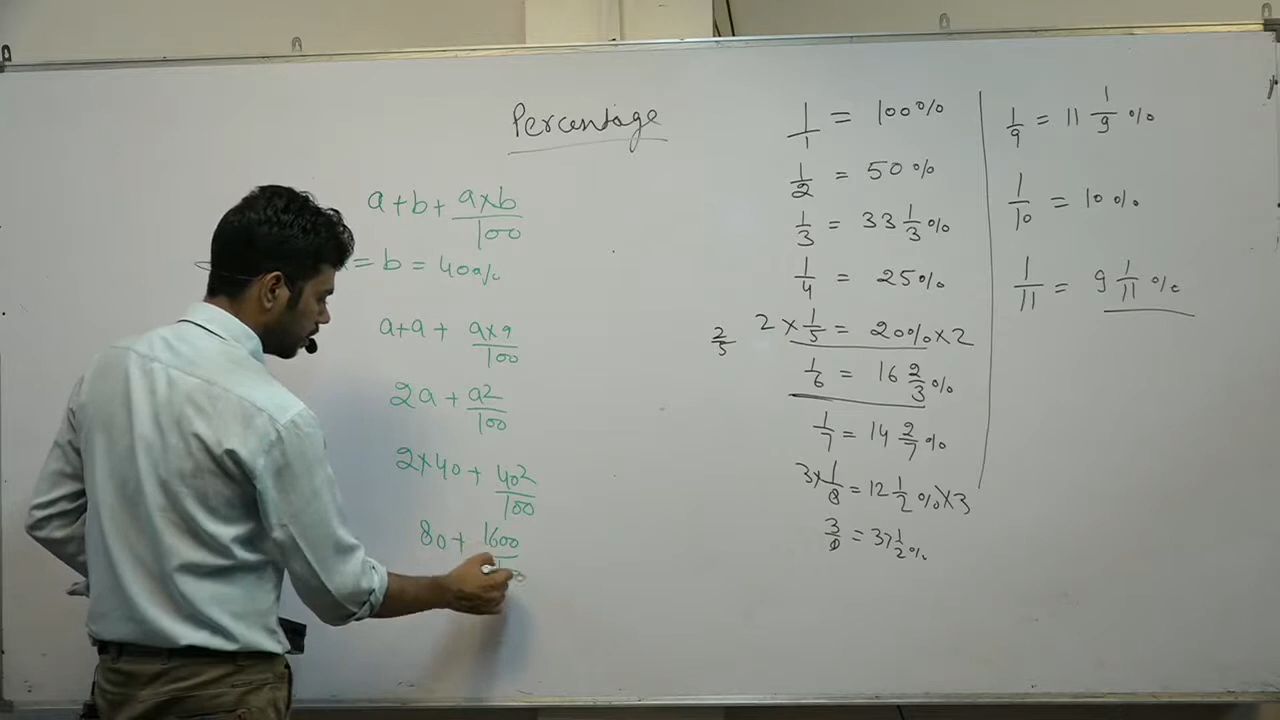 Percentage
a+b+ a×b/100
= b = 40%
a+a+ a×a/100
2a+ a²/100
2×40+ 40²/100
80+ 1600
1/1 = 100%
1/2 = 50%
1/3 = 33 1/3 %
1/4 = 25%
2/5 2 × 1/5 = 20% × 2
1/6 = 16 2/3 %
1/7 = 14 2/7 %
3×1/8 = 12 1/2 % × 3
3/8 = 37 1/2 %
1/9 = 11 1/9 %
1/10 = 10%
1/11 = 9 1/11 %